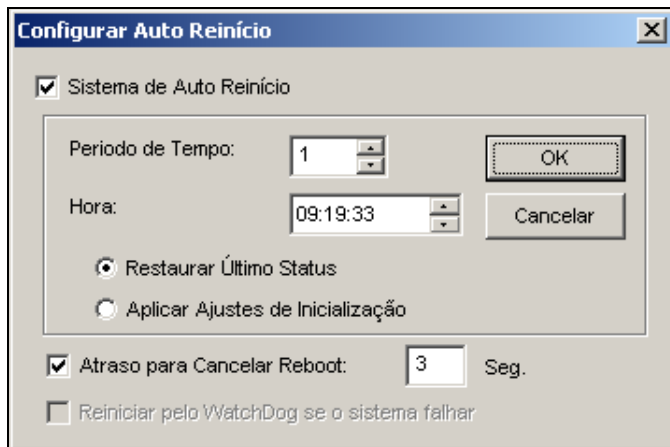 Configurar Auto Reinício
Sistema de Auto Reinício
Periodo de Tempo: 1 OK
Hora: 09:19:33 Cancelar
Restaurar Último Status
Aplicar Ajustes de Inicialização
Atraso para Cancelar Reboot: 3 Seg.
Reiniciar pelo WatchDog se o sistema falhar